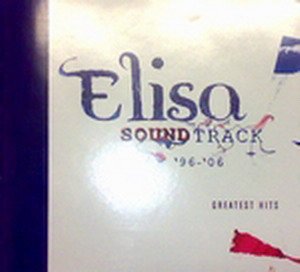 Elisa
SOUNDTRACK
'96-'06
GREATEST HITS